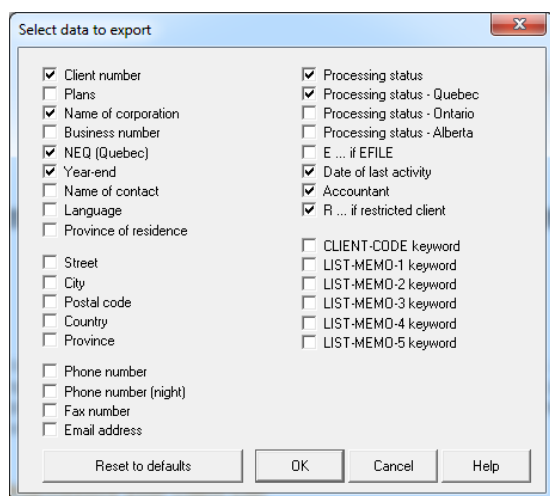 Select data to export
Client number
Plans
Name of corporation
Business number
NEQ (Quebec)
Year-end
Name of contact
Language
Province of residence
Street
City
Postal code
Country
Province
Phone number
Phone number (night)
Fax number
Email address
Processing status
Processing status - Quebec
Processing status - Ontario
Processing status - Alberta
E ... if EFILE
Date of last activity
Accountant
R ... if restricted client
CLIENT-CODE keyword
LIST-MEMO-1 keyword
LIST-MEMO-2 keyword
LIST-MEMO-3 keyword
LIST-MEMO-4 keyword
LIST-MEMO-5 keyword
Reset to defaults
OK
Cancel
Help